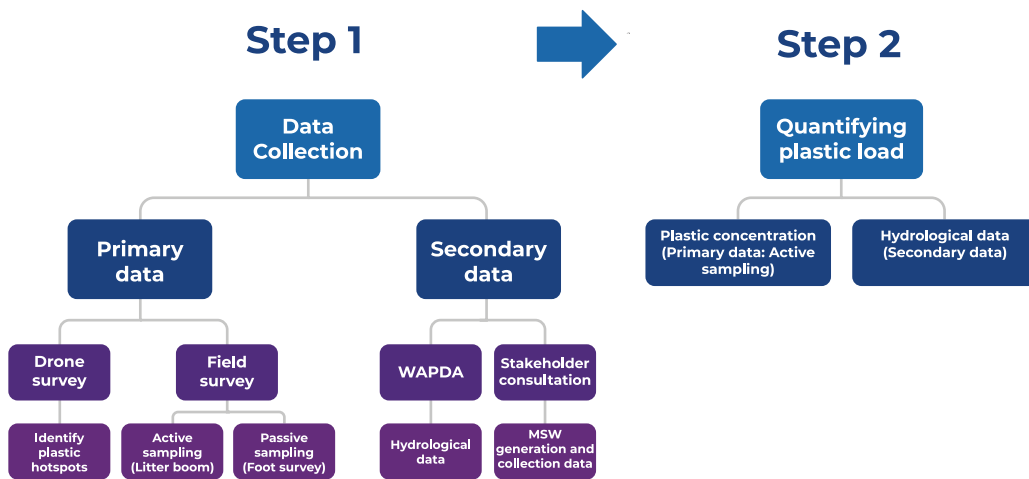 Step 1
Step 2
Data
Collection
Quantifying
plastic load
Primary
data
Secondary
data
Plastic concentration
(Primary data: Active
sampling)
Hydrological data
(Secondary data)
Drone
survey
Field
survey
WAPDA
Stakeholder
consultation
Identify
plastic
hotspots
Active
sampling
(Litter boom)
Passive
sampling
(Foot survey)
Hydrological
data
MSW
generation and
collection data